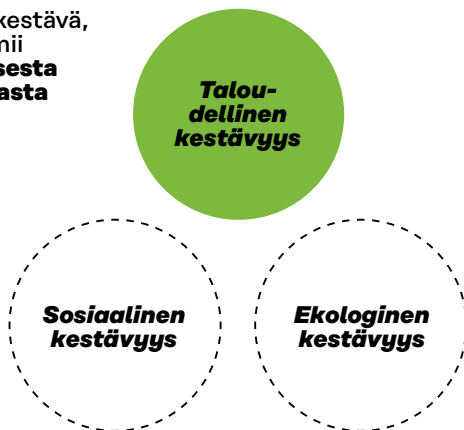 kestävä,
nii
sesta
asta
Talou-
dellinen
kestävyys
Sosiaalinen
kestävyys
Ekologinen
kestävyys